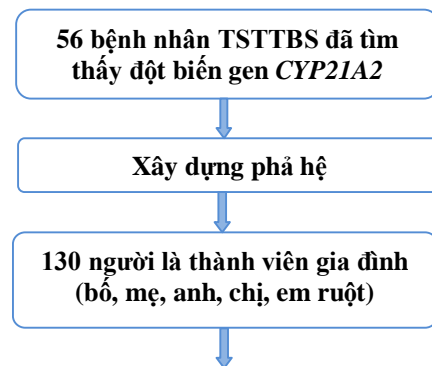 56 bệnh nhân TSTTBS đã tìm
thấy đột biến gen CYP21A2
Xây dựng phả hệ
130 người là thành viên gia đình
(bố, mẹ, anh, chị, em ruột)